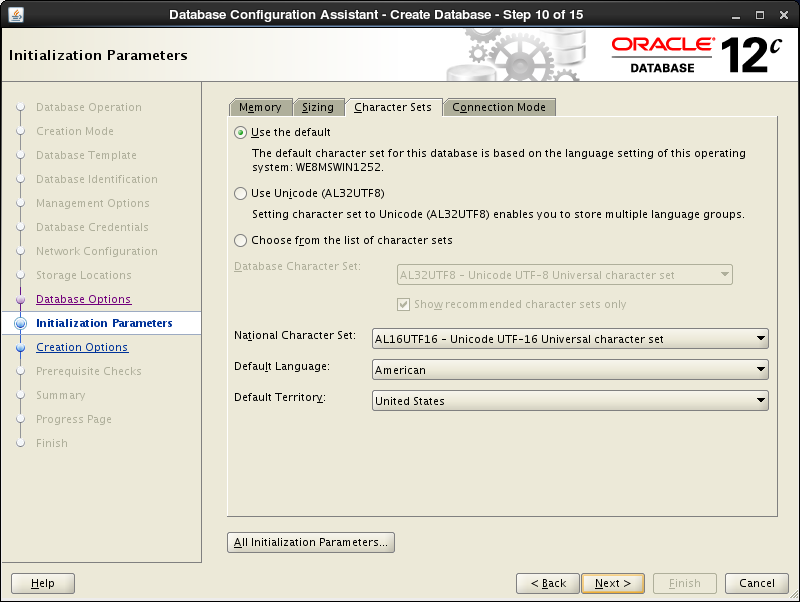 Database Configuration Assistant - Create Database - Step 10 of 15
Initialization Parameters
ORACLE®
DATABASE
12c
Database Operation
Creation Mode
Database Template
Database Identification
Management Options
Database Credentials
Network Configuration
Storage Locations
Database Options
Initialization Parameters
Creation Options
Prerequisite Checks
Summary
Progress Page
Finish
Memory
Sizing
Character Sets
Connection Mode
Use the default
The default character set for this database is based on the language setting of this operating
system: WE8MSWIN1252.
Use Unicode (AL32UTF8)
Setting character set to Unicode (AL32UTF8) enables you to store multiple language groups.
Choose from the list of character sets
Database Character Set:
AL32UTF8 - Unicode UTF-8 Universal character set
Show recommended character sets only
National Character Set:
AL16UTF16 - Unicode UTF-16 Universal character set
Default Language:
American
Default Territory:
United States
All Initialization Parameters...
Help
< Back
Next >
Finish
Cancel